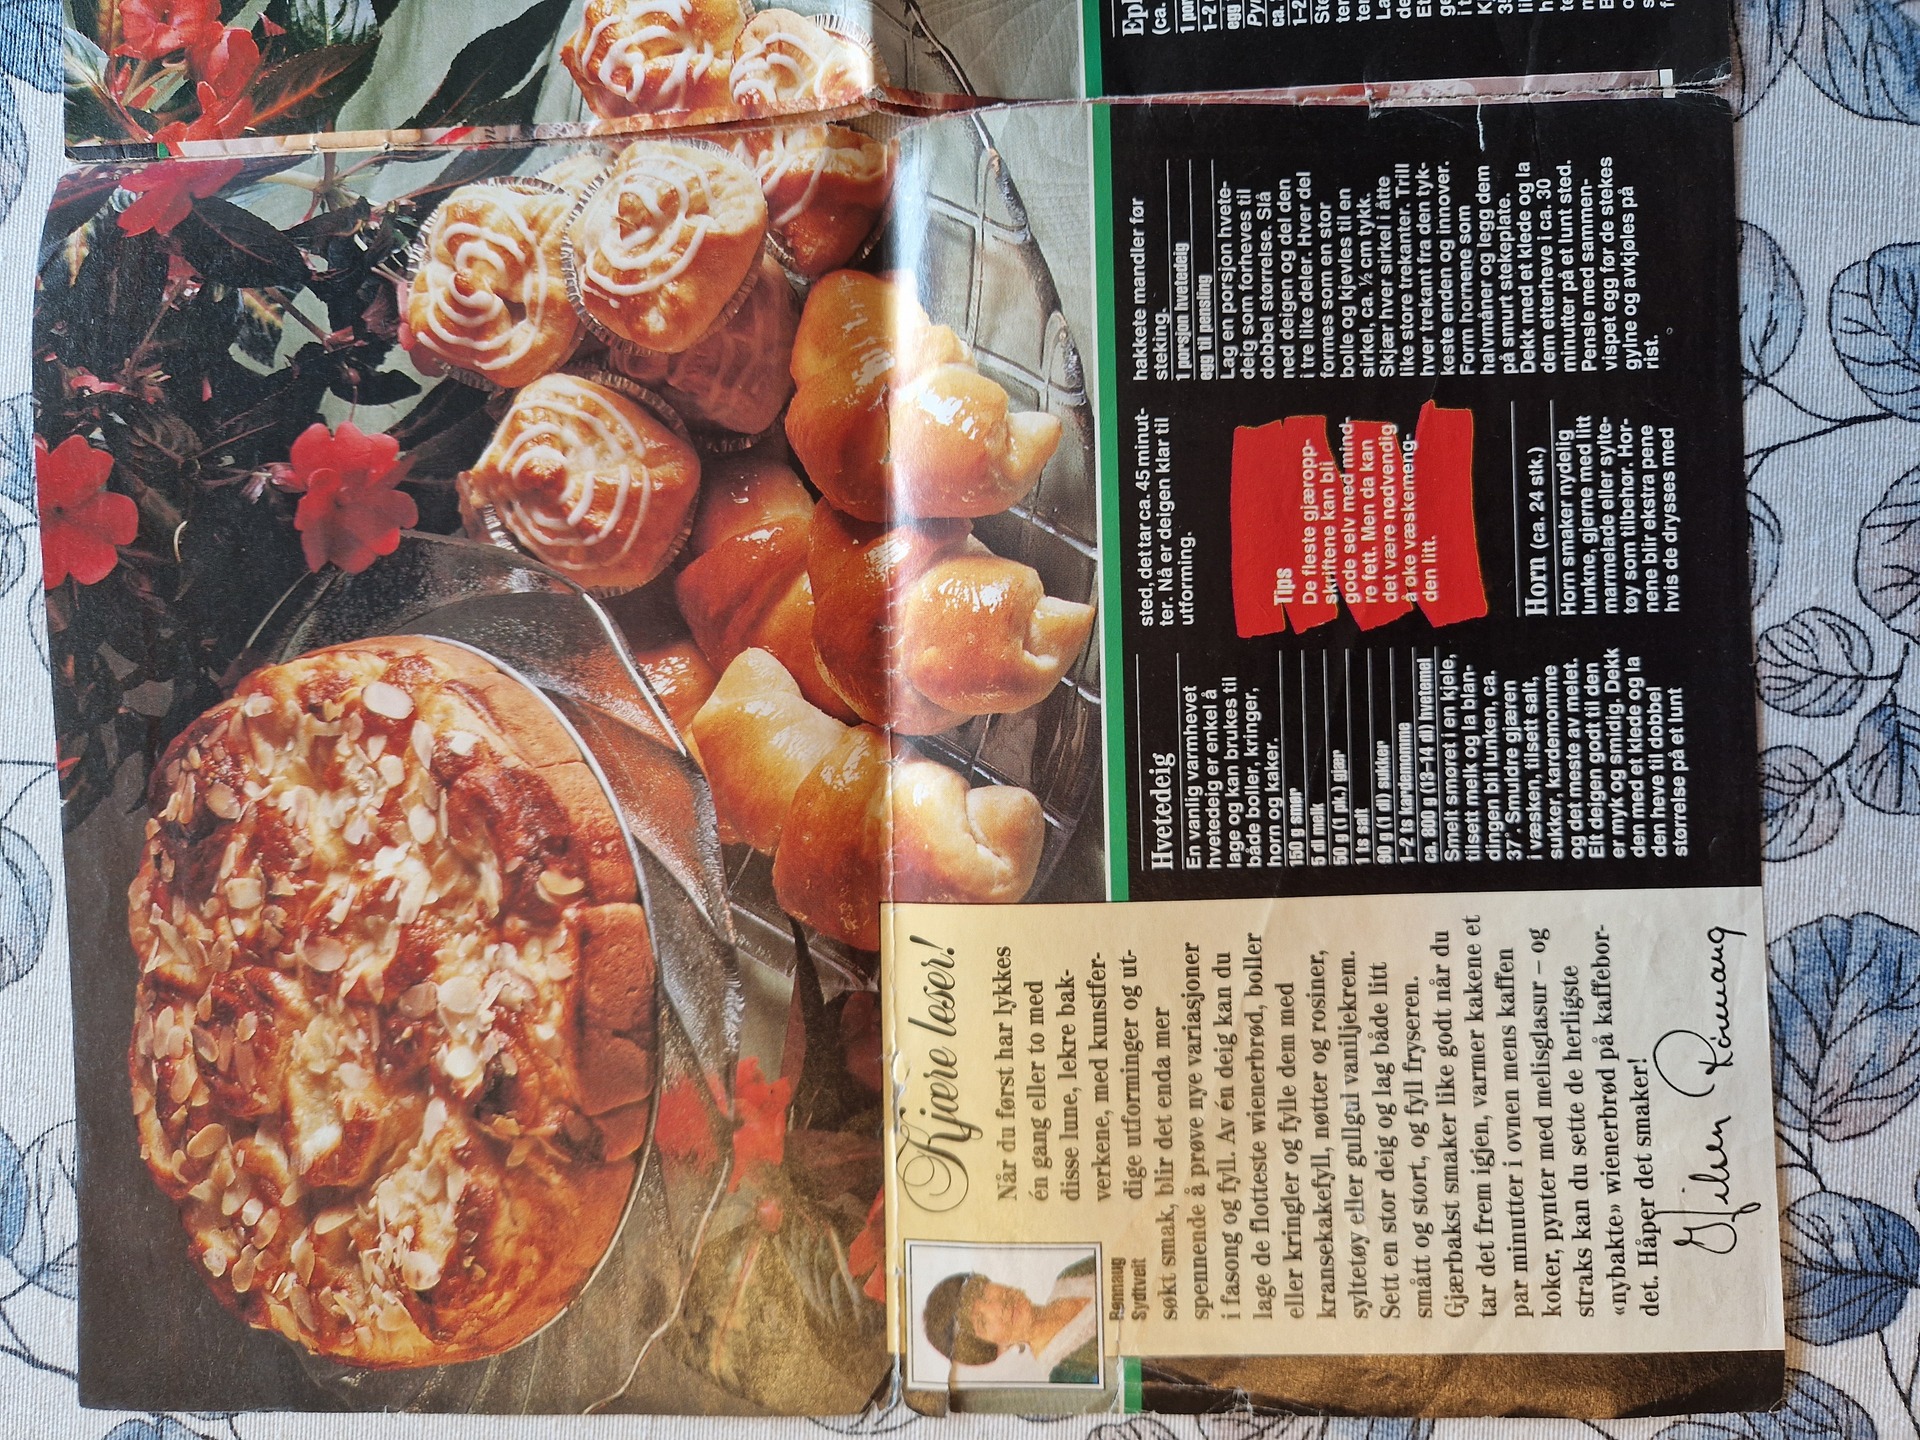 Kjære leser!
Når du først har lykkes
én gang eller to med
disse lune, lekre bak-
verkene, med kunstfer-
dige utforminger og ut-
søkt smak, blir det enda mer
spennende å prøve nye variasjoner
i fasong og fyll. Av én deig kan du
lage de flotteste wienerbrød, boller
eller kringler og fylle dem med
kransekakefyll, nøtter og rosiner,
syltetøy eller gullgul vaniljekrem.
Sett en stor deig og lag både litt
smått og stort, og fyll fryseren.
Gjærbakst smaker like godt når du
tar det frem igjen, varmer kakene et
par minutter i ovnen mens kaffen
koker, pynter med melisglasur – og
straks kan du sette de herligste
«nybakte» wienerbrød på kaffebor-
det. Håper det smaker!
Hilsen Rønnaug
Rønnaug
Sydtveit
Hvetedeig
En vanlig varmhevet
hvetedeig er enkel å
lage og kan brukes til
både boller, kringer,
horn og kaker.
150 g smør
5 dl melk
50 g (1 pk.) gjær
1 ts salt
90 g (1 dl) sukker
1–2 ts kardemomme
ca. 800 g (13–14 dl) hvetemel
Smelt smøret i en kjele,
tilsett melk og la blan-
dingen bli lunken, ca.
37°. Smuldre gjæren
i væsken, tilsett salt,
sukker, kardemomme
og det meste av melet.
Elt deigen godt til den
er myk og smidig. Dekk
den med et klede og la
den heve til dobbel
størrelse på et lunt
sted, det tar ca. 45 minut-
ter. Nå er deigen klar til
utforming.
Tips
De fleste gjæropp-
skriftene kan bli
gode selv med mind-
re fett. Men da kan
det være nødvendig
å øke væskemeng-
den litt.
Horn (ca. 24 stk.)
Horn smaker nydelig
lunkne, gjerne med litt
marmelade eller sylte-
tøy som tilbehør. Hor-
nene blir ekstra pene
hvis de drysses med
hakkete mandler før
steking.
1 porsjon hvetedeig
egg til pensling
Lag en porsjon hvete-
deig som forheves til
dobbel størrelse. Slå
ned deigen og del den
i tre like deler. Hver del
formes som en stor
bolle og kjevles til en
sirkel, ca. ½ cm tykk.
Skjær hver sirkel i åtte
like store trekanter. Trill
hver trekant fra den tyk-
keste enden og innover.
Form hornene som
halvmåner og legg dem
på smurt stekeplate.
Dekk med et klede og la
dem etterheve i ca. 30
minutter på et lunt sted.
Pensle med sammen-
vispet egg før de stekes
gylne og avkjøles på
rist.
(ca.
1–2
egg
ca.